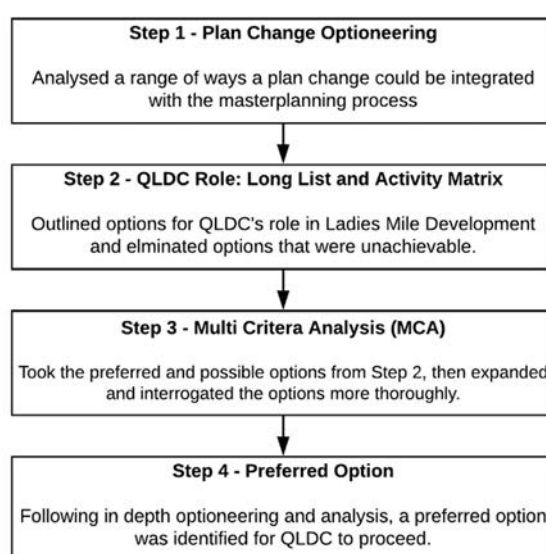 Step 1 - Plan Change Optioneering
Analysed a range of ways a plan change could be integrated
with the masterplanning process
Step 2 - QLDC Role: Long List and Activity Matrix
Outlined options for QLDC's role in Ladies Mile Development
and elminated options that were unachievable.
Step 3 - Multi Critera Analysis (MCA)
Took the preferred and possible options from Step 2, then expanded
and interrogated the options more thoroughly.
Step 4 - Preferred Option
Following in depth optioneering and analysis, a preferred option
was identified for QLDC to proceed.